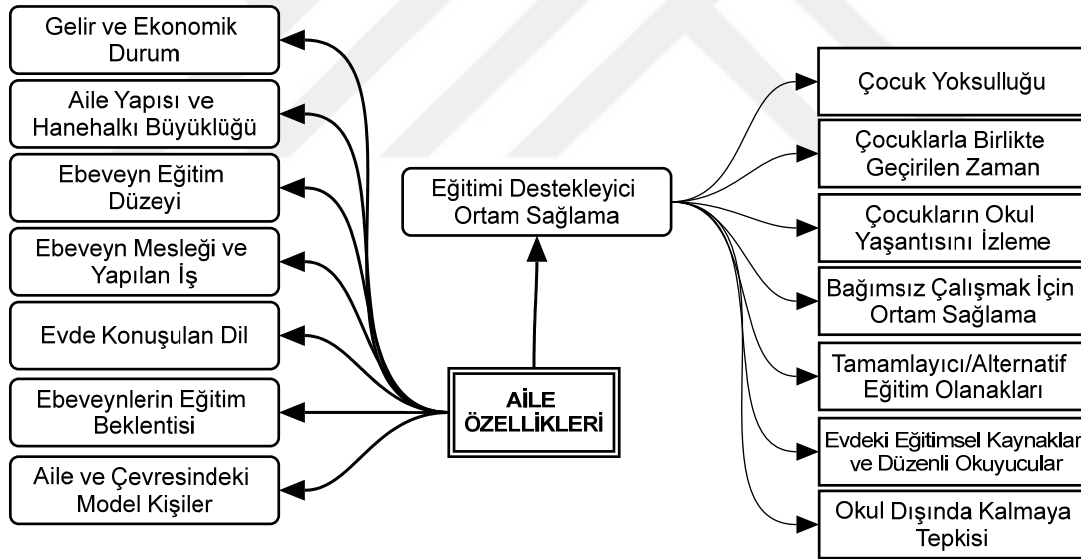 Gelir ve Ekonomik
Durum
Aile Yapısı ve
Hanehalkı Büyüklüğü
Ebeveyn Eğitim
Düzeyi
Ebeveyn Mesleği ve
Yapılan İş
Evde Konuşulan Dil
Ebeveynlerin Eğitim
Beklentisi
Aile ve Çevresindeki
Model Kişiler
Eğitimi Destekleyici
Ortam Sağlama
AİLE
ÖZELLİKLERİ
Çocuk Yoksulluğu
Çocuklarla Birlikte
Geçirilen Zaman
Çocukların Okul
Yaşantısını İzleme
Bağımsız Çalışmak İçin
Ortam Sağlama
Tamamlayıcı/Alternatif
Eğitim Olanakları
Evdeki Eğitimsel Kaynaklar
ve Düzenli Okuyucular
Okul Dışında Kalmaya
Tepkisi